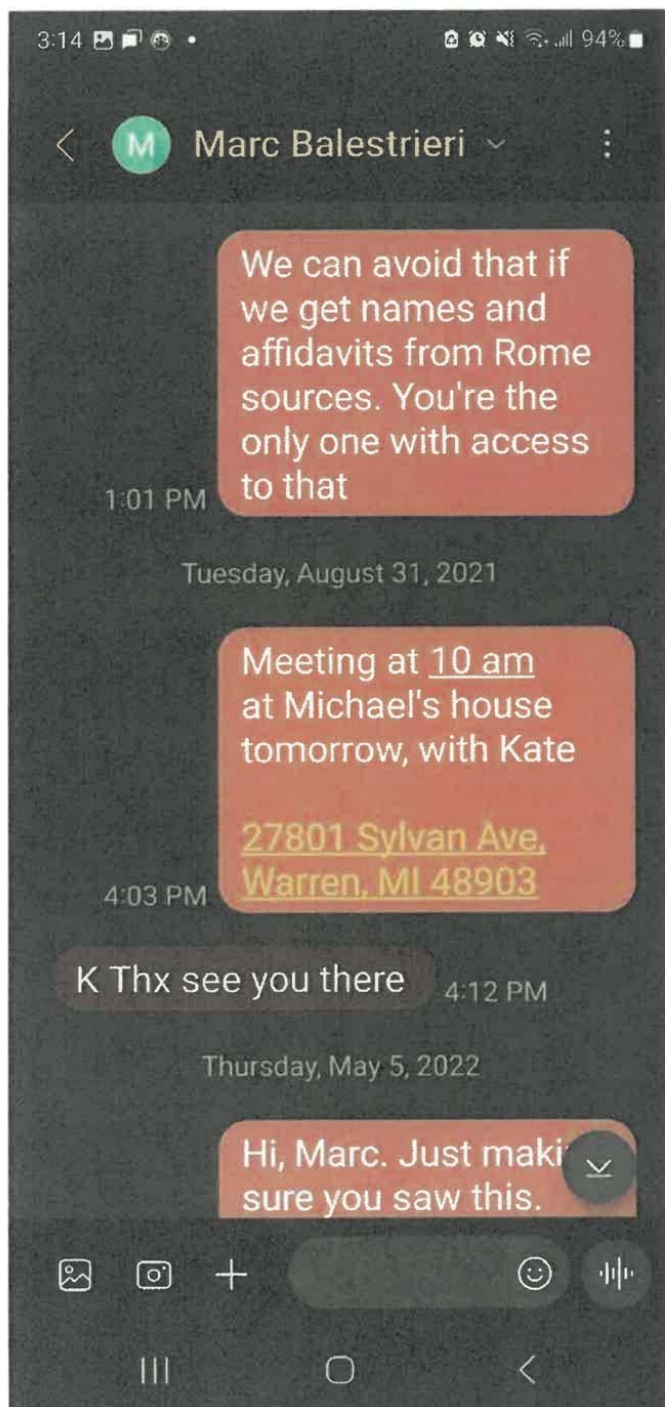 3:14 94%
M Marc Balestrieri
We can avoid that if
we get names and
affidavits from Rome
sources. You're the
only one with access
to that
1:01 PM
Tuesday, August 31, 2021
Meeting at 10 am
at Michael's house
tomorrow, with Kate
27801 Sylvan Ave,
Warren, MI 48903
4:03 PM
K Thx see you there 4:12 PM
Thursday, May 5, 2022
Hi, Marc. Just maki
sure you saw this.